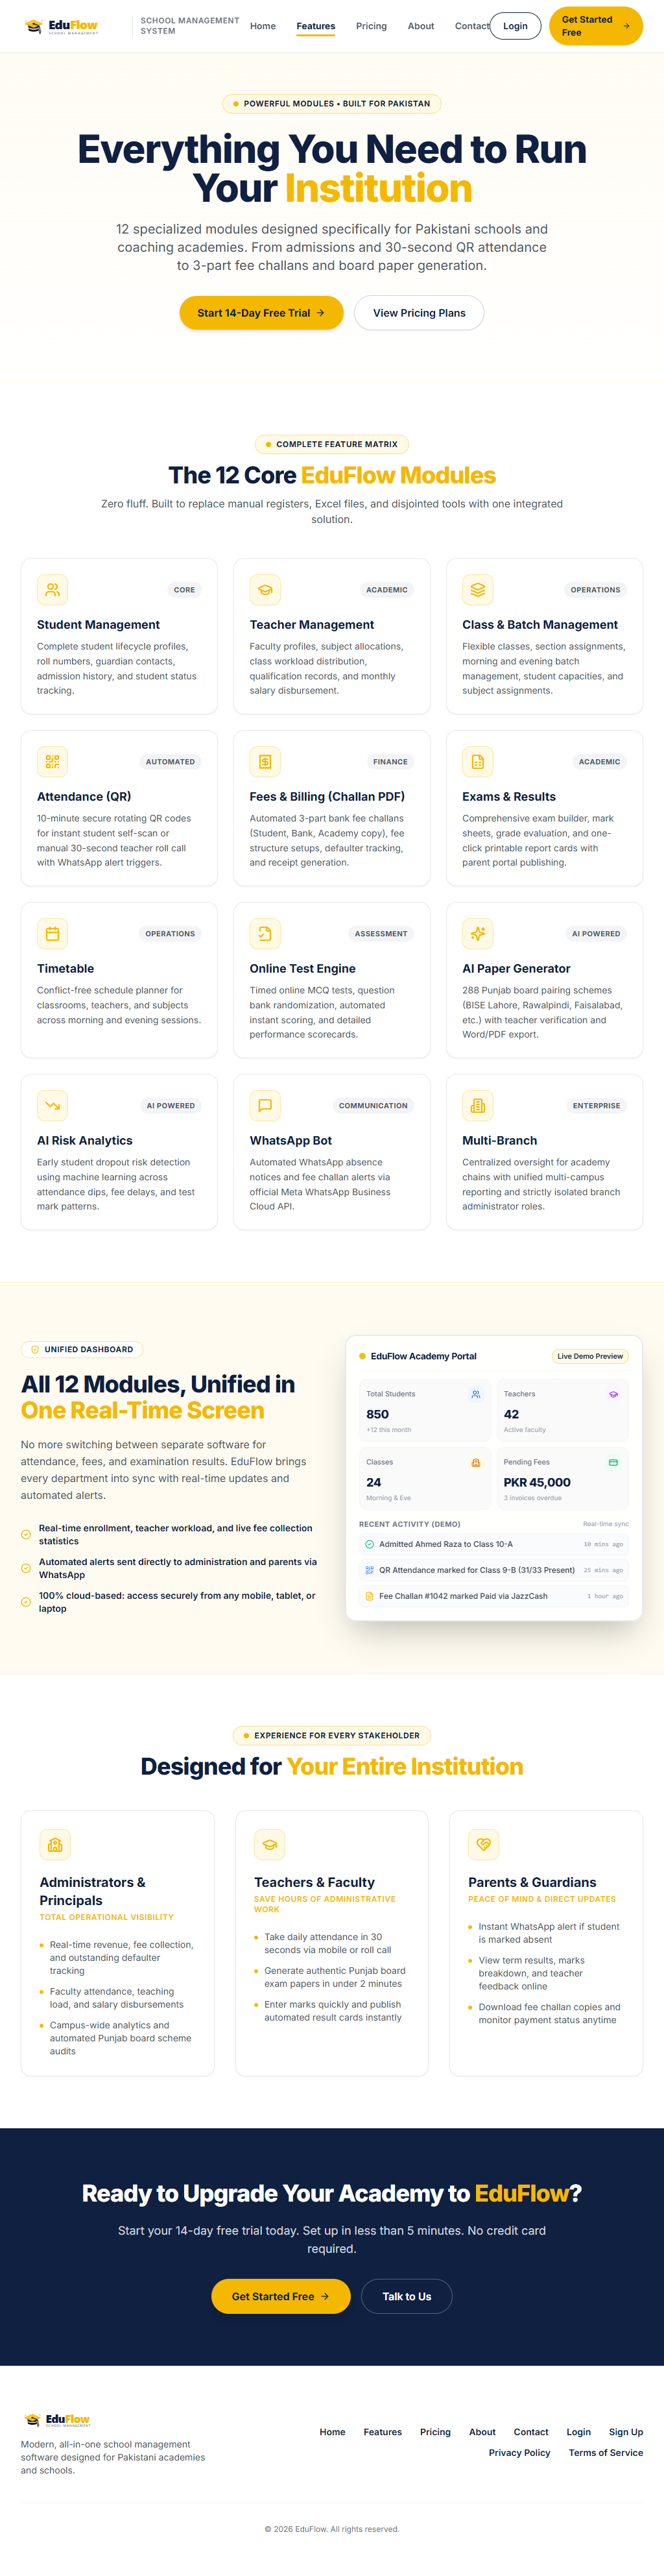 EduFlow
SCHOOL MANAGEMENT
SCHOOL MANAGEMENT
SYSTEM
Home
Features
Pricing
About
Contact
Login
Get Started
Free
POWERFUL MODULES • BUILT FOR PAKISTAN
Everything You Need to Run
Your Institution
12 specialized modules designed specifically for Pakistani schools and
coaching academies. From admissions and 30-second QR attendance
to 3-part fee challans and board paper generation.
Start 14-Day Free Trial →
View Pricing Plans
COMPLETE FEATURE MATRIX
The 12 Core EduFlow Modules
Zero fluff. Built to replace manual registers, Excel files, and disjointed tools with one integrated
solution.
CORE
Student Management
Complete student lifecycle profiles,
roll numbers, guardian contacts,
admission history, and student status
tracking.
ACADEMIC
Teacher Management
Faculty profiles, subject allocations,
class workload distribution,
qualification records, and monthly
salary disbursement.
OPERATIONS
Class & Batch Management
Flexible classes, section assignments,
morning and evening batch
management, student capacities, and
subject assignments.
AUTOMATED
Attendance (QR)
10-minute secure rotating QR codes
for instant student self-scan or
manual 30-second teacher roll call
with WhatsApp alert triggers.
FINANCE
Fees & Billing (Challan PDF)
Automated 3-part bank fee challans
(Student, Bank, Academy copy), fee
structure setups, defaulter tracking,
and receipt generation.
ACADEMIC
Exams & Results
Comprehensive exam builder, mark
sheets, grade evaluation, and one-
click printable report cards with
parent portal publishing.
OPERATIONS
Timetable
Conflict-free schedule planner for
classrooms, teachers, and subjects
across morning and evening sessions.
ASSESSMENT
Online Test Engine
Timed online MCQ tests, question
bank randomization, automated
instant scoring, and detailed
performance scorecards.
AI POWERED
AI Paper Generator
288 Punjab board pairing schemes
(BISE Lahore, Rawalpindi, Faisalabad,
etc.) with teacher verification and
Word/PDF export.
AI POWERED
AI Risk Analytics
Early student dropout risk detection
using machine learning across
attendance dips, fee delays, and test
mark patterns.
COMMUNICATION
WhatsApp Bot
Automated WhatsApp absence
notices and fee challan alerts via
official Meta WhatsApp Business
Cloud API.
ENTERPRISE
Multi-Branch
Centralized oversight for academy
chains with unified multi-campus
reporting and strictly isolated branch
administrator roles.
UNIFIED DASHBOARD
All 12 Modules, Unified in
One Real-Time Screen
No more switching between separate software for
attendance, fees, and examination results. EduFlow brings
every department into sync with real-time updates and
automated alerts.
Real-time enrollment, teacher workload, and live fee collection
statistics
Automated alerts sent directly to administration and parents via
WhatsApp
100% cloud-based: access securely from any mobile, tablet, or
laptop
EduFlow Academy Portal
Live Demo Preview
Total Students
850
+12 this month
Teachers
42
Active faculty
Classes
24
Morning & Eve
Pending Fees
PKR 45,000
3 invoices overdue
RECENT ACTIVITY (DEMO)
Real-time sync
Admitted Ahmed Raza to Class 10-A
10 mins ago
QR Attendance marked for Class 9-B (31/33 Present)
25 mins ago
Fee Challan #1042 marked Paid via JazzCash
1 hour ago
EXPERIENCE FOR EVERY STAKEHOLDER
Designed for Your Entire Institution
Administrators &
Principals
TOTAL OPERATIONAL VISIBILITY
Real-time revenue, fee collection,
and outstanding defaulter
tracking
Faculty attendance, teaching
load, and salary disbursements
Campus-wide analytics and
automated Punjab board scheme
audits
Teachers & Faculty
SAVE HOURS OF ADMINISTRATIVE
WORK
Take daily attendance in 30
seconds via mobile or roll call
Generate authentic Punjab board
exam papers in under 2 minutes
Enter marks quickly and publish
automated result cards instantly
Parents & Guardians
PEACE OF MIND & DIRECT UPDATES
Instant WhatsApp alert if student
is marked absent
View term results, marks
breakdown, and teacher
feedback online
Download fee challan copies and
monitor payment status anytime
Ready to Upgrade Your Academy to EduFlow?
Start your 14-day free trial today. Set up in less than 5 minutes. No credit card
required.
Get Started Free →
Talk to Us
EduFlow
SCHOOL MANAGEMENT
Modern, all-in-one school management
software designed for Pakistani academies
and schools.
Home
Features
Pricing
About
Contact
Login
Sign Up
Privacy Policy
Terms of Service
© 2026 EduFlow. All rights reserved.